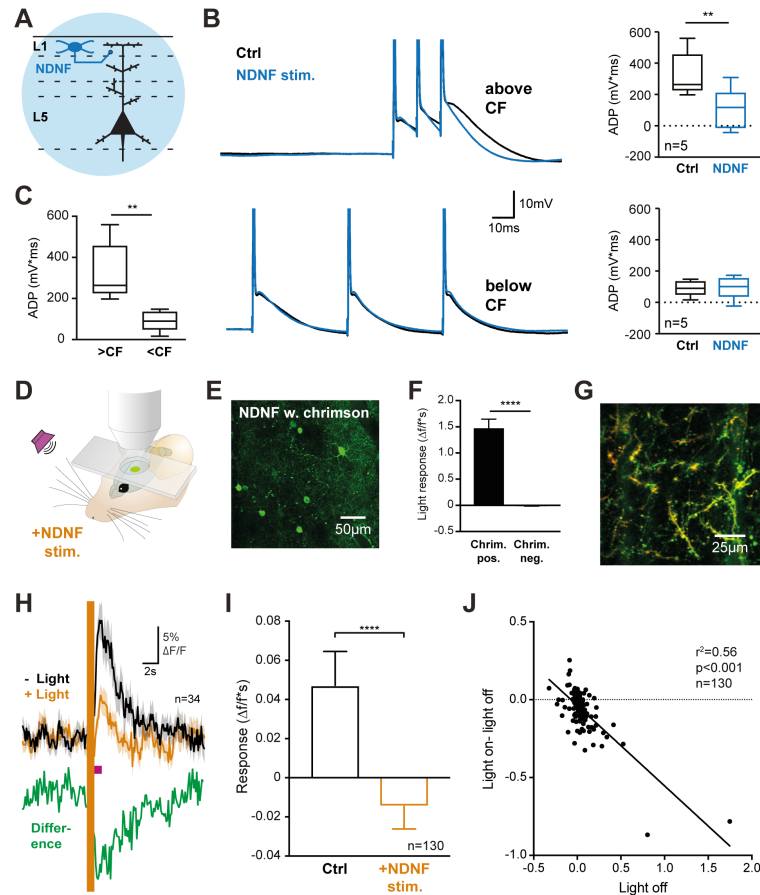 A
L1
NDNF
L5
B
Ctrl
NDNF stim.
above
CF
10mV
10ms
below
CF
**
ADP (mV*ms)
600
400
200
0
-200
n=5
Ctrl
NDNF
ADP (mV*ms)
600
400
200
0
-200
n=5
Ctrl
NDNF
C
**
ADP (mV*ms)
600
400
200
0
>CF
<CF
D
+NDNF
stim.
E
NDNF w. chrimson
50μm
F
****
Light response (Δf/f*s)
2.0
1.5
1.0
0.5
0
-0.5
Chrim.
pos.
Chrim.
neg.
G
25μm
H
5%
ΔF/F
2s
- Light
+ Light
n=34
Differ-
ence
I
****
Response (Δf/f*s)
0.08
0.06
0.04
0.02
0
-0.02
-0.04
n=130
Ctrl
+NDNF
stim.
J
r²=0.56
p<0.001
n=130
Light on- light off
0.5
0.0
-0.5
-1.0
-0.5
0.0
0.5
1.0
1.5
2.0
Light off